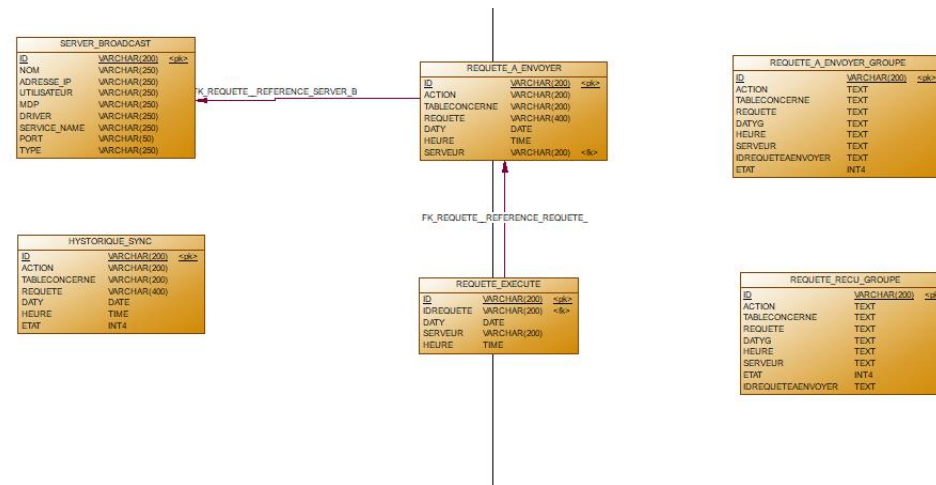 SERVER_BROADCAST
ID VARCHAR(200) <pk>
NOM VARCHAR(250)
ADRESSE_IP VARCHAR(250)
UTILISATEUR VARCHAR(250)
MDP VARCHAR(250)
DRIVER VARCHAR(250)
SERVICE_NAME VARCHAR(250)
PORT VARCHAR(50)
TYPE VARCHAR(250)
FK_REQUETE__REFERENCE_SERVER_B
REQUETE_A_ENVOYER
ID VARCHAR(200) <pk>
ACTION VARCHAR(200)
TABLECONCERNE VARCHAR(200)
REQUETE VARCHAR(400)
DATY DATE
HEURE TIME
SERVEUR VARCHAR(200) <fk>
REQUETE_A_ENVOYER_GROUPE
ID VARCHAR(200) <pk>
ACTION TEXT
TABLECONCERNE TEXT
REQUETE TEXT
DATYG TEXT
HEURE TEXT
SERVEUR TEXT
IDREQUETEAENVOYER TEXT
ETAT INT4
FK_REQUETE__REFERENCE_REQUETE_
HYSTORIQUE_SYNC
ID VARCHAR(200) <pk>
ACTION VARCHAR(200)
TABLECONCERNE VARCHAR(200)
REQUETE VARCHAR(400)
DATY DATE
HEURE TIME
ETAT INT4
REQUETE_EXECUTE
ID VARCHAR(200) <pk>
IDREQUETE VARCHAR(200) <fk>
DATY DATE
SERVEUR VARCHAR(200)
HEURE TIME
REQUETE_RECU_GROUPE
ID VARCHAR(200) <pk
ACTION TEXT
TABLECONCERNE TEXT
REQUETE TEXT
DATYG TEXT
HEURE TEXT
SERVEUR TEXT
ETAT INT4
IDREQUETEAENVOYER TEXT